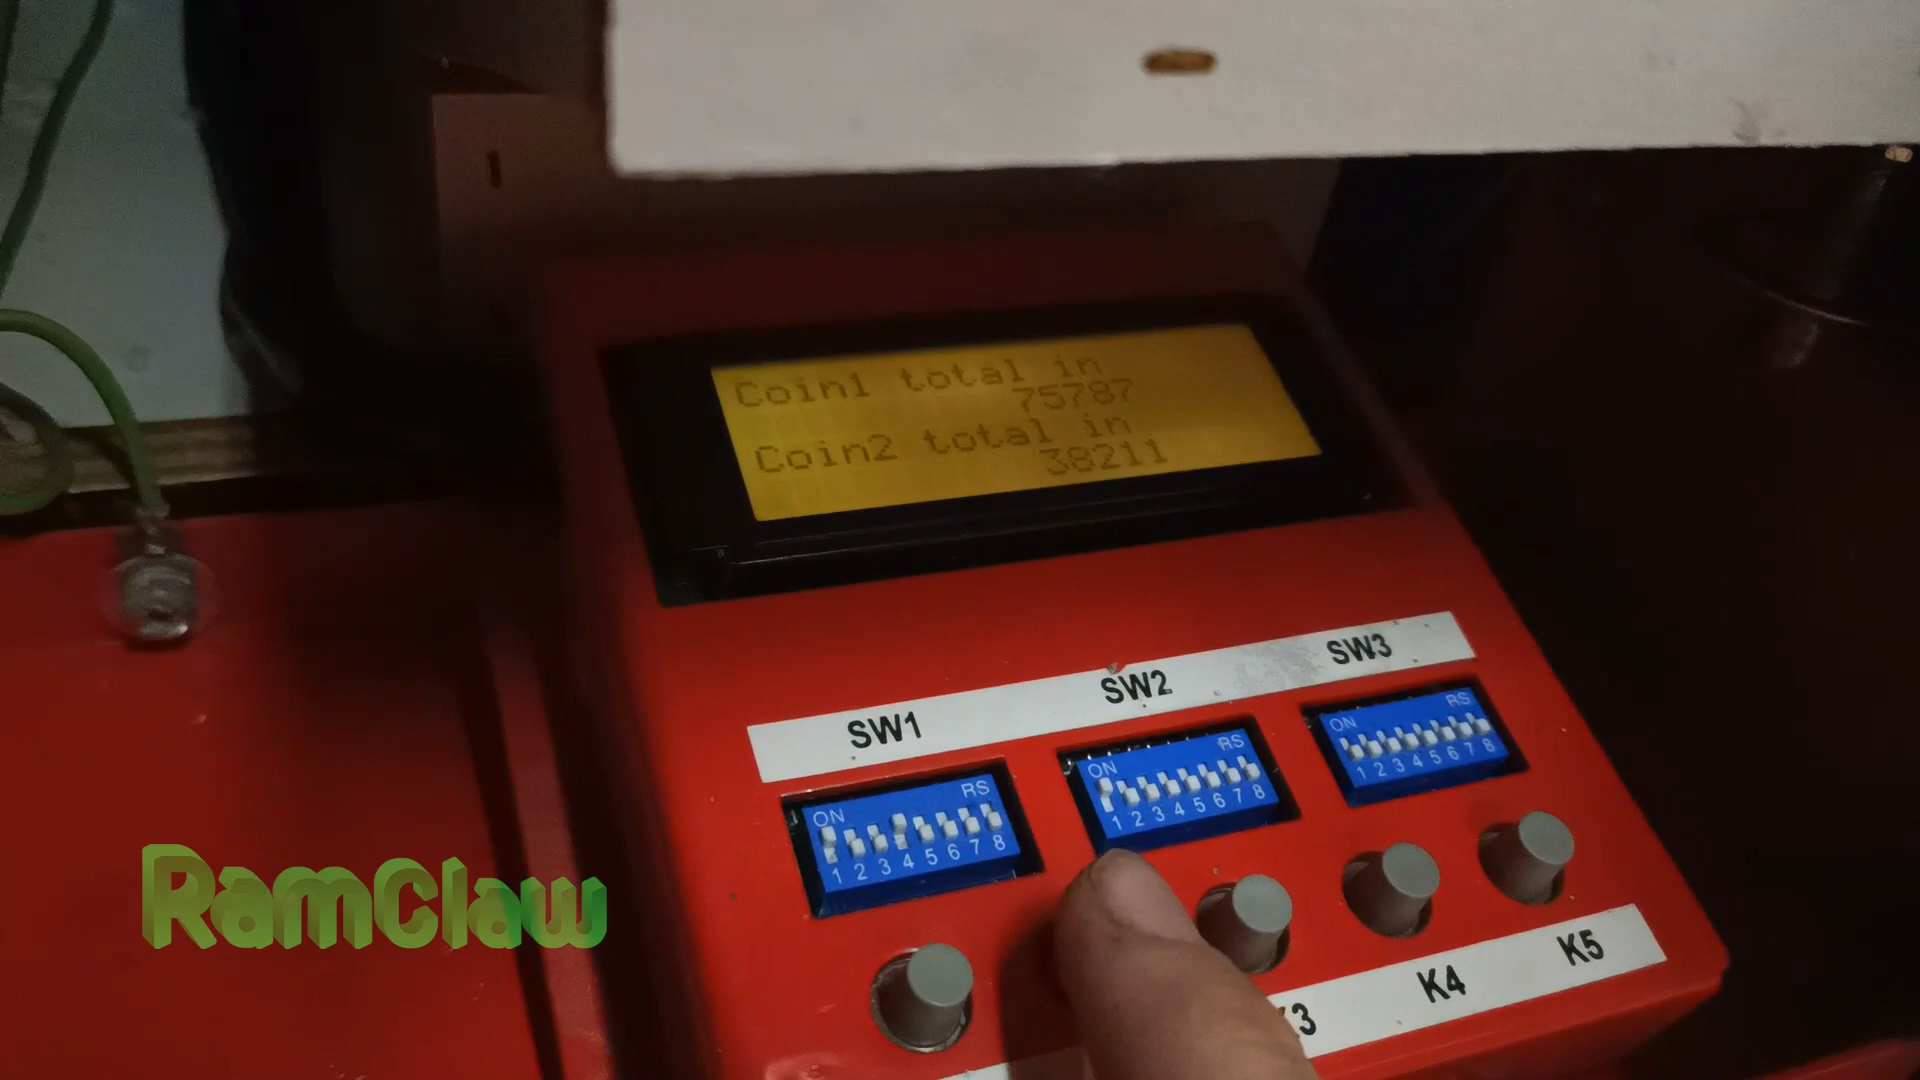 Coin1 total in
75787
Coin2 total in
38211
SW1 SW2 SW3
ON RS
1 2 3 4 5 6 7 8
ON RS
1 2 3 4 5 6 7 8
ON RS
1 2 3 4 5 6 7 8
K4 K5
RamClaw